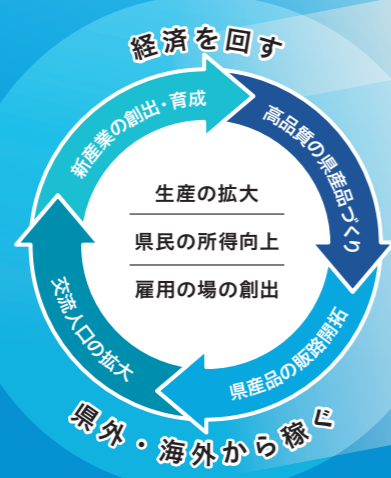 経済を回す
新産業の創出・育成
高品質の県産品づくり
生産の拡大
県民の所得向上
雇用の場の創出
交流人口の拡大
県産品の販路開拓
県外・海外から稼ぐ